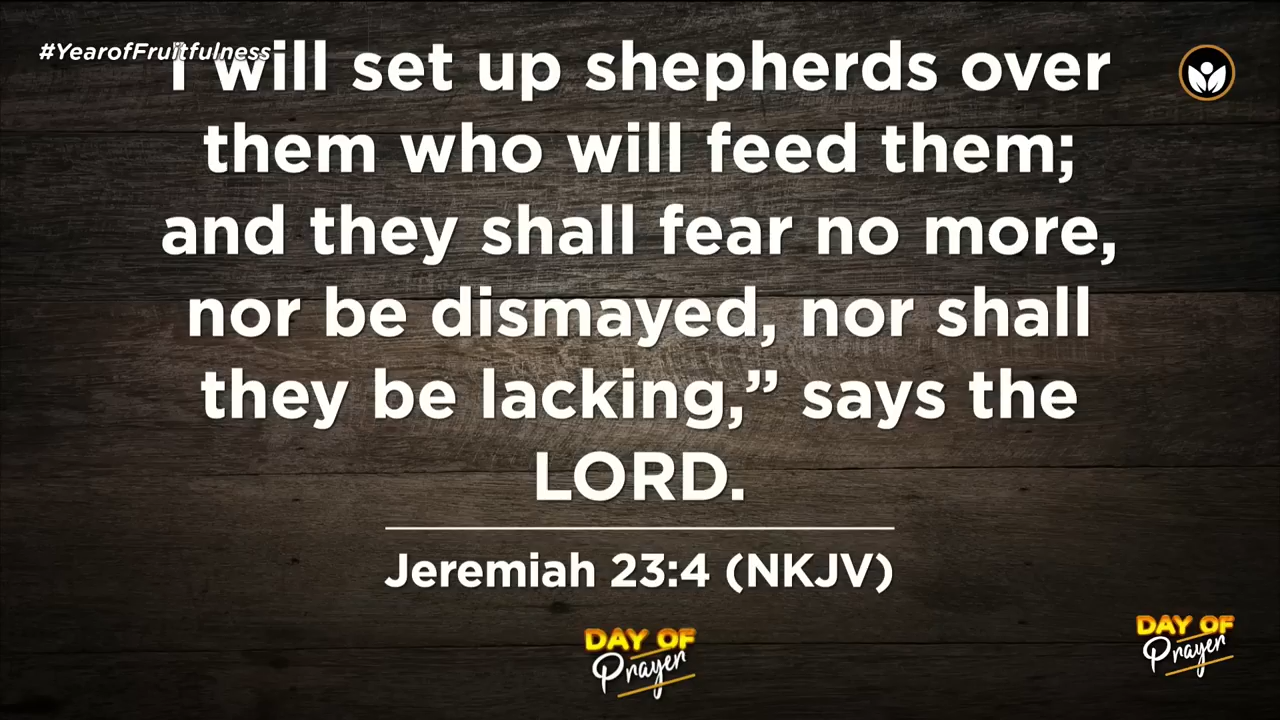 #YearofFruitfulness
I will set up shepherds over
them who will feed them;
and they shall fear no more,
nor be dismayed, nor shall
they be lacking,” says the
LORD.
Jeremiah 23:4 (NKJV)
DAY OF
Prayer
DAY OF
Prayer